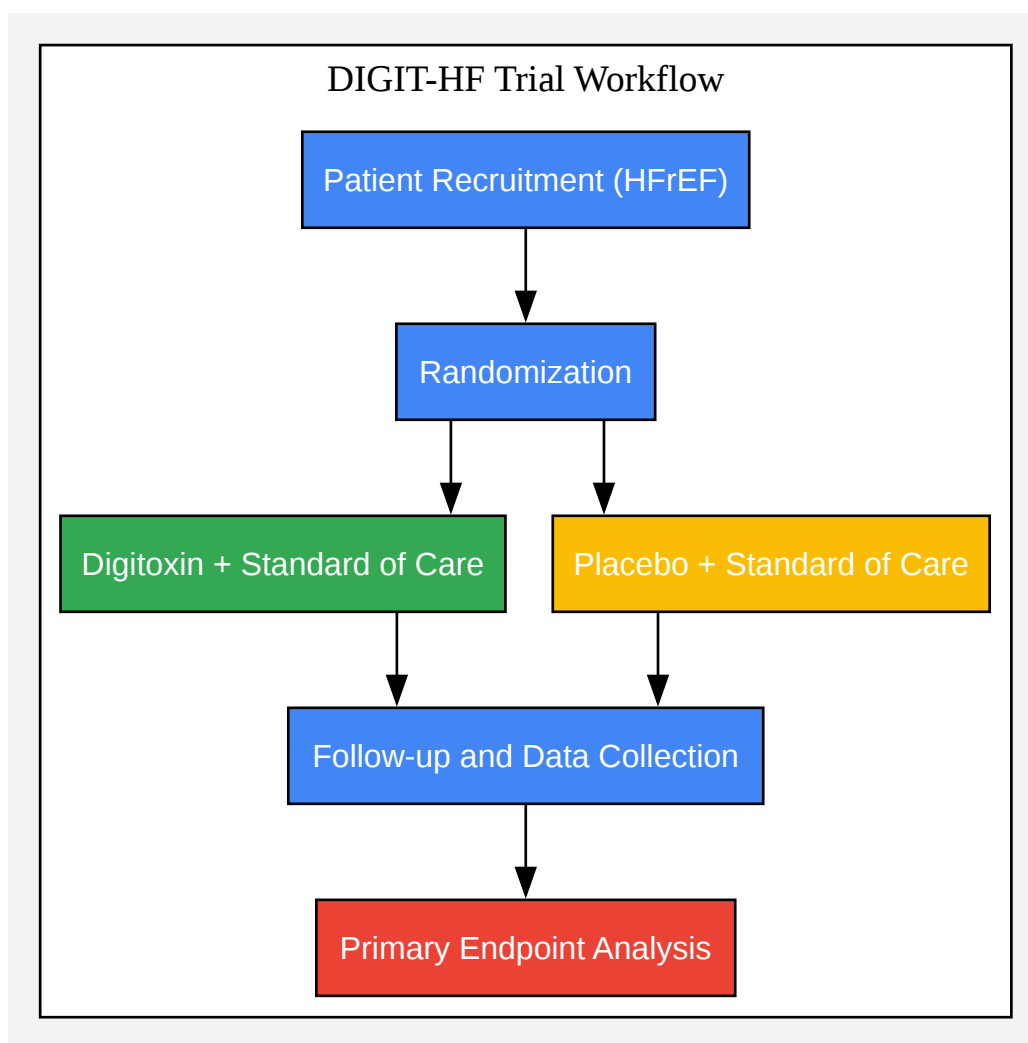 DIGIT-HF Trial Workflow
Patient Recruitment (HFrEF)
Randomization
Digitoxin + Standard of Care
Placebo + Standard of Care
Follow-up and Data Collection
Primary Endpoint Analysis